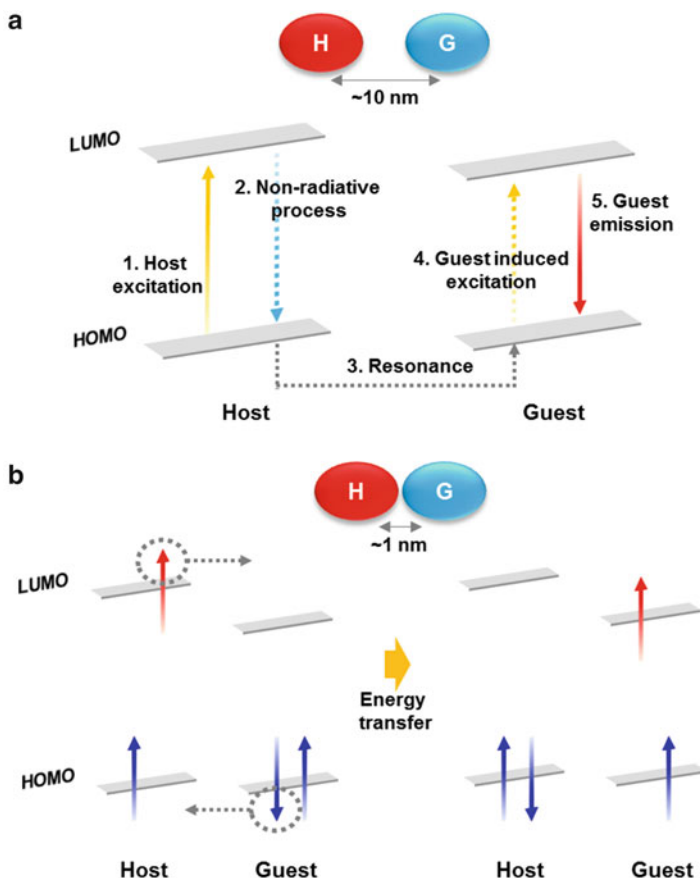 a
H G
~10 nm
LUMO
2. Non-radiative
process
5. Guest
emission
1. Host
excitation
4. Guest induced
excitation
HOMO
3. Resonance
Host Guest
b
H G
~1 nm
LUMO
Energy
transfer
HOMO
Host Guest Host Guest